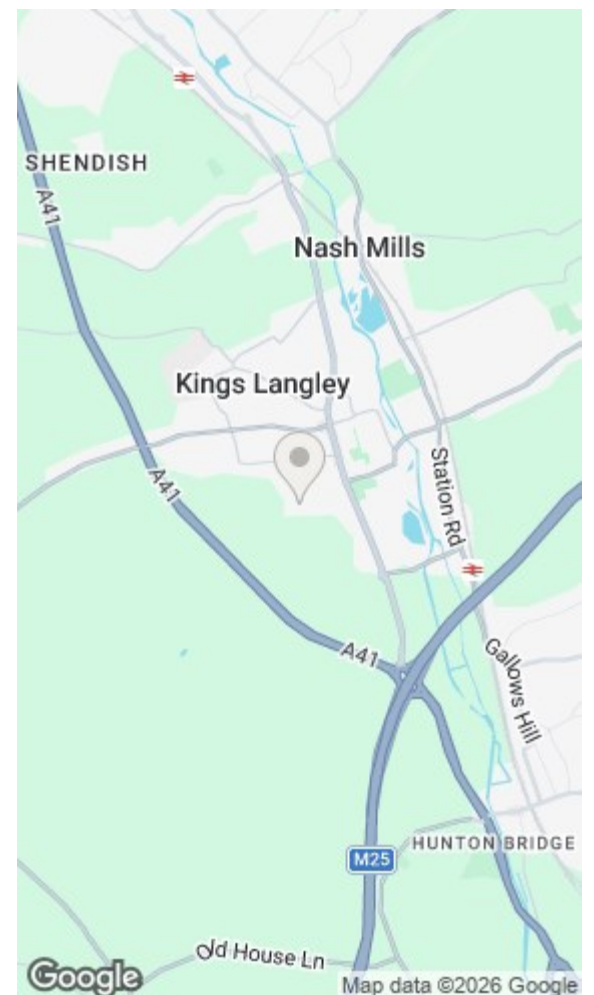 SHENDISH
A41
Nash Mills
Kings Langley
A41
Station Rd
A41
Gallows Hill
HUNTON BRIDGE
M25
Old House Ln
Google
Map data ©2026 Google